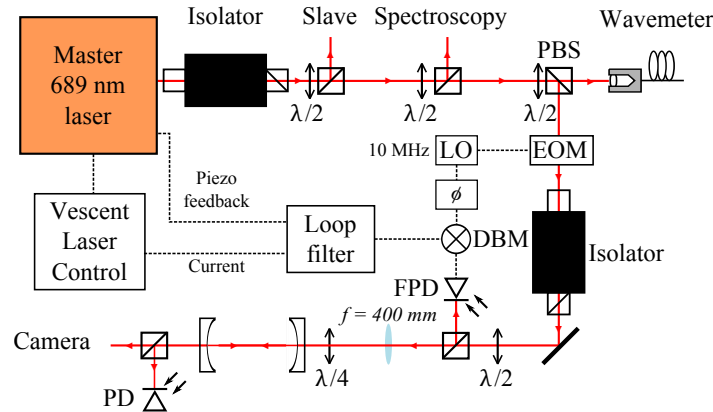 Isolator
Slave
Spectroscopy
Wavemeter
PBS
Master
689 nm
laser
λ/2
λ/2
λ/2
10 MHz
LO
EOM
Piezo
feedback
ϕ
Vescent
Laser
Control
Loop
filter
DBM
Isolator
Current
FPD
f = 400 mm
Camera
λ/4
λ/2
PD